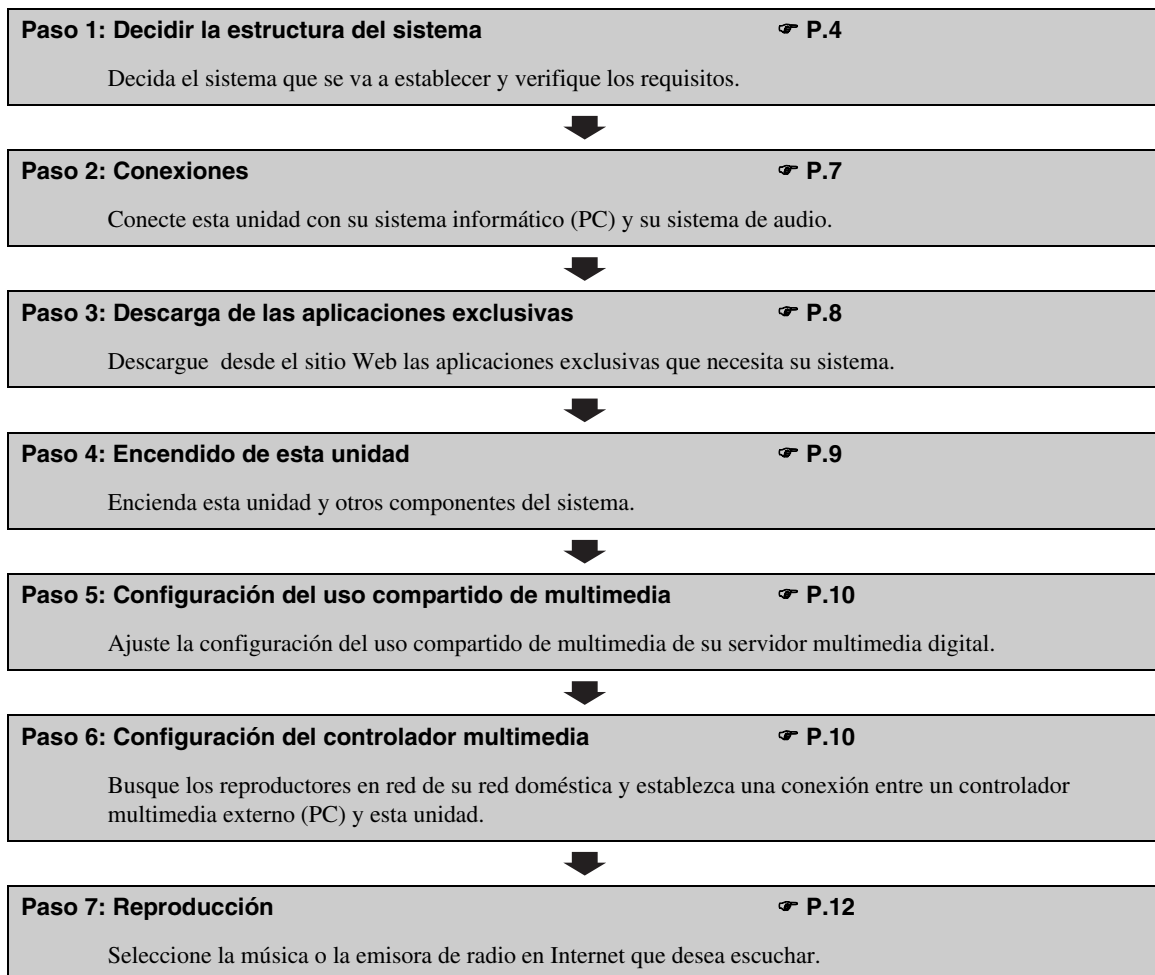 Paso 1: Decidir la estructura del sistema ☞ P.4
Decida el sistema que se va a establecer y verifique los requisitos.
Paso 2: Conexiones ☞ P.7
Conecte esta unidad con su sistema informático (PC) y su sistema de audio.
Paso 3: Descarga de las aplicaciones exclusivas ☞ P.8
Descargue desde el sitio Web las aplicaciones exclusivas que necesita su sistema.
Paso 4: Encendido de esta unidad ☞ P.9
Encienda esta unidad y otros componentes del sistema.
Paso 5: Configuración del uso compartido de multimedia ☞ P.10
Ajuste la configuración del uso compartido de multimedia de su servidor multimedia digital.
Paso 6: Configuración del controlador multimedia ☞ P.10
Busque los reproductores en red de su red doméstica y establezca una conexión entre un controlador
multimedia externo (PC) y esta unidad.
Paso 7: Reproducción ☞ P.12
Seleccione la música o la emisora de radio en Internet que desea escuchar.